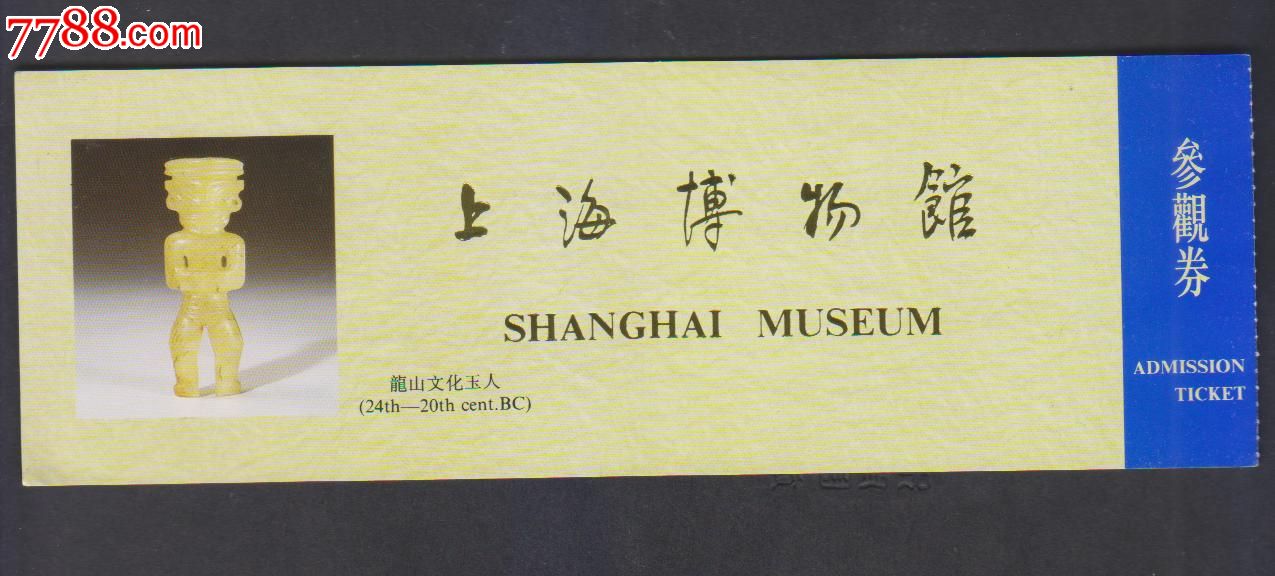 7788.com
上海博物館
SHANGHAI MUSEUM
龍山文化玉人
(24th—20th cent.BC)
參觀券
ADMISSION
TICKET